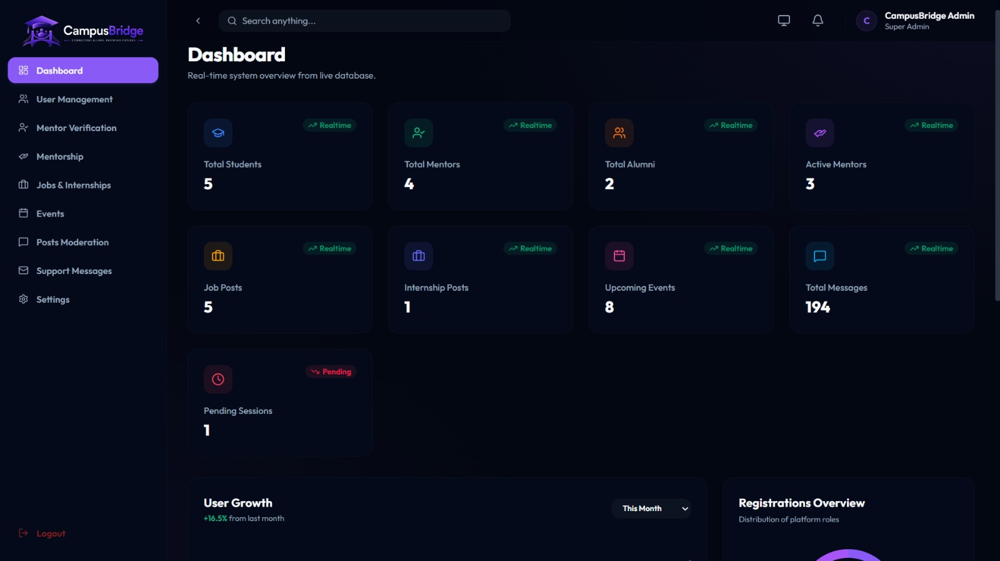 CampusBridge
CONNECTING ALUMNI. INSPIRING FUTURES.
Dashboard
User Management
Mentor Verification
Mentorship
Jobs & Internships
Events
Posts Moderation
Support Messages
Settings
Logout
Search anything...
C
CampusBridge Admin
Super Admin
Dashboard
Real-time system overview from live database.
Realtime
Total Students
5
Realtime
Total Mentors
4
Realtime
Total Alumni
2
Realtime
Active Mentors
3
Realtime
Job Posts
5
Realtime
Internship Posts
1
Realtime
Upcoming Events
8
Realtime
Total Messages
194
Pending
Pending Sessions
1
User Growth
+16.5% from last month
This Month
Registrations Overview
Distribution of platform roles